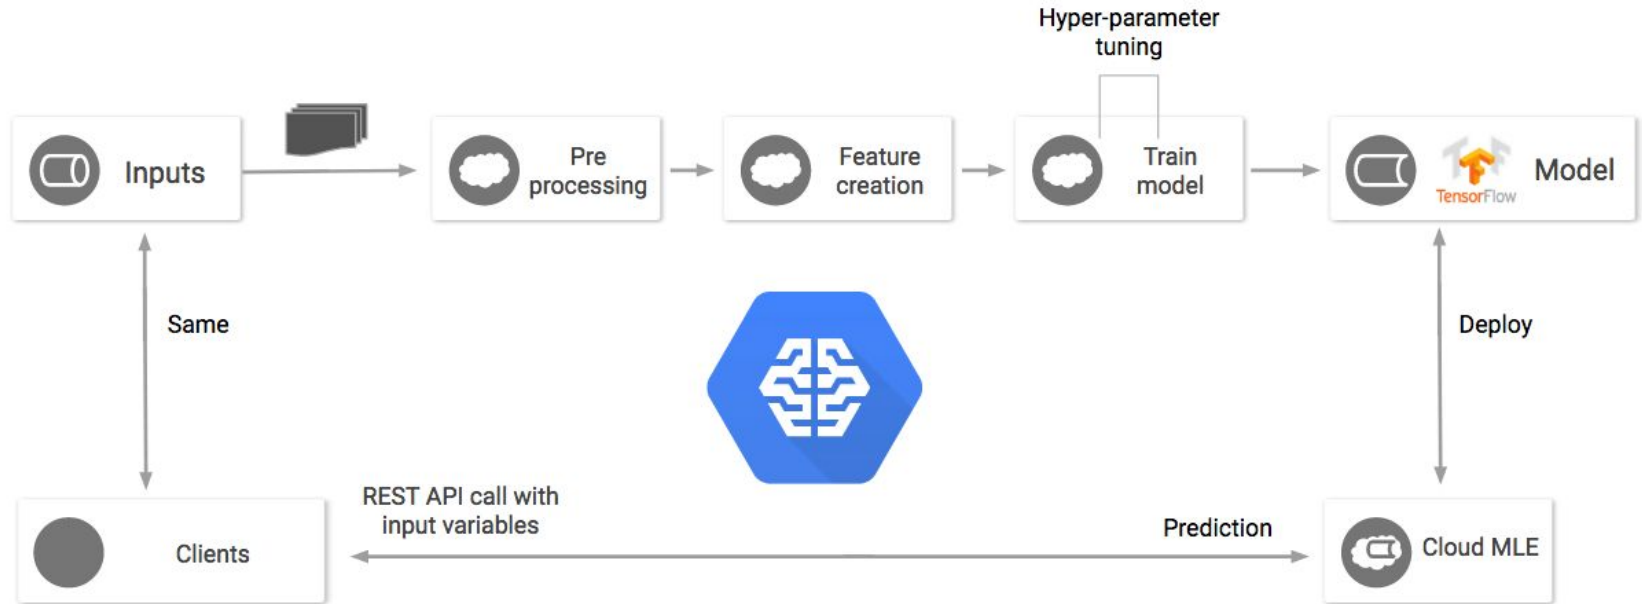 Hyper-parameter
tuning
Inputs
Pre
processing
Feature
creation
Train
model
TensorFlow
Model
Same
Deploy
REST API call with
input variables
Prediction
Clients
Cloud MLE